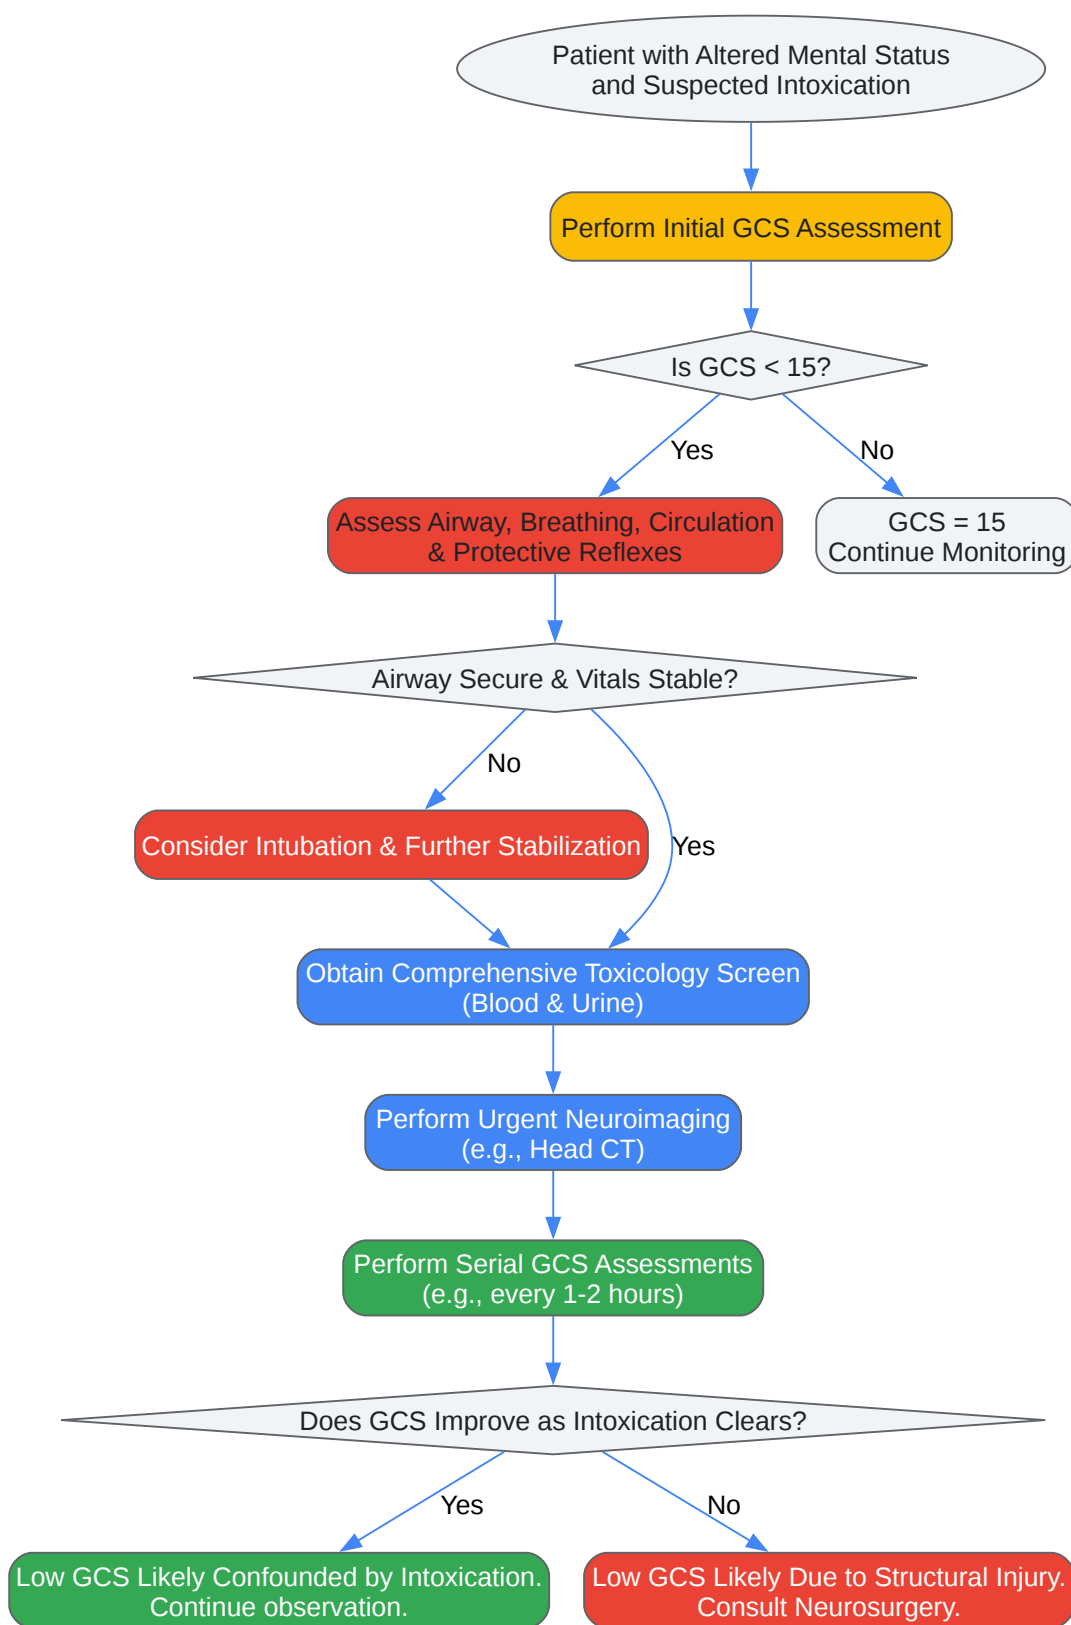 Patient with Altered Mental Status
and Suspected Intoxication
Perform Initial GCS Assessment
Is GCS < 15?
Yes
No
Assess Airway, Breathing, Circulation
& Protective Reflexes
GCS = 15
Continue Monitoring
Airway Secure & Vitals Stable?
No
Consider Intubation & Further Stabilization
Yes
Obtain Comprehensive Toxicology Screen
(Blood & Urine)
Perform Urgent Neuroimaging
(e.g., Head CT)
Perform Serial GCS Assessments
(e.g., every 1-2 hours)
Does GCS Improve as Intoxication Clears?
Yes
No
Low GCS Likely Confounded by Intoxication.
Continue observation.
Low GCS Likely Due to Structural Injury.
Consult Neurosurgery.